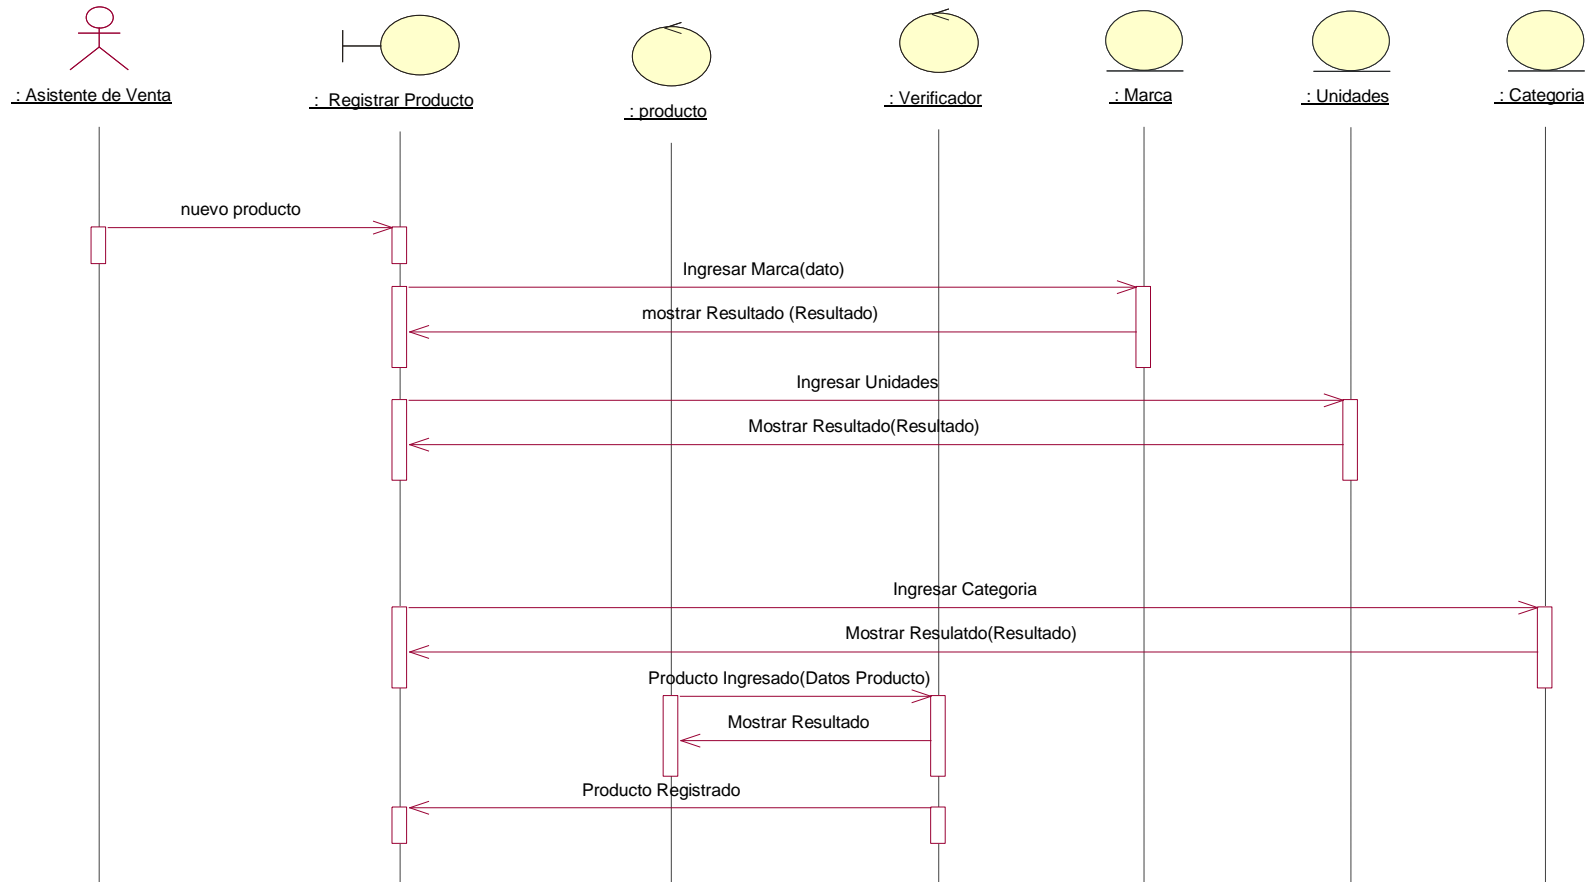 : Asistente de Venta
: Registrar Producto
: producto
: Verificador
: Marca
: Unidades
: Categoria
nuevo producto
Ingresar Marca(dato)
mostrar Resultado (Resultado)
Ingresar Unidades
Mostrar Resultado(Resultado)
Ingresar Categoria
Mostrar Resulatdo(Resultado)
Producto Ingresado(Datos Producto)
Mostrar Resultado
Producto Registrado